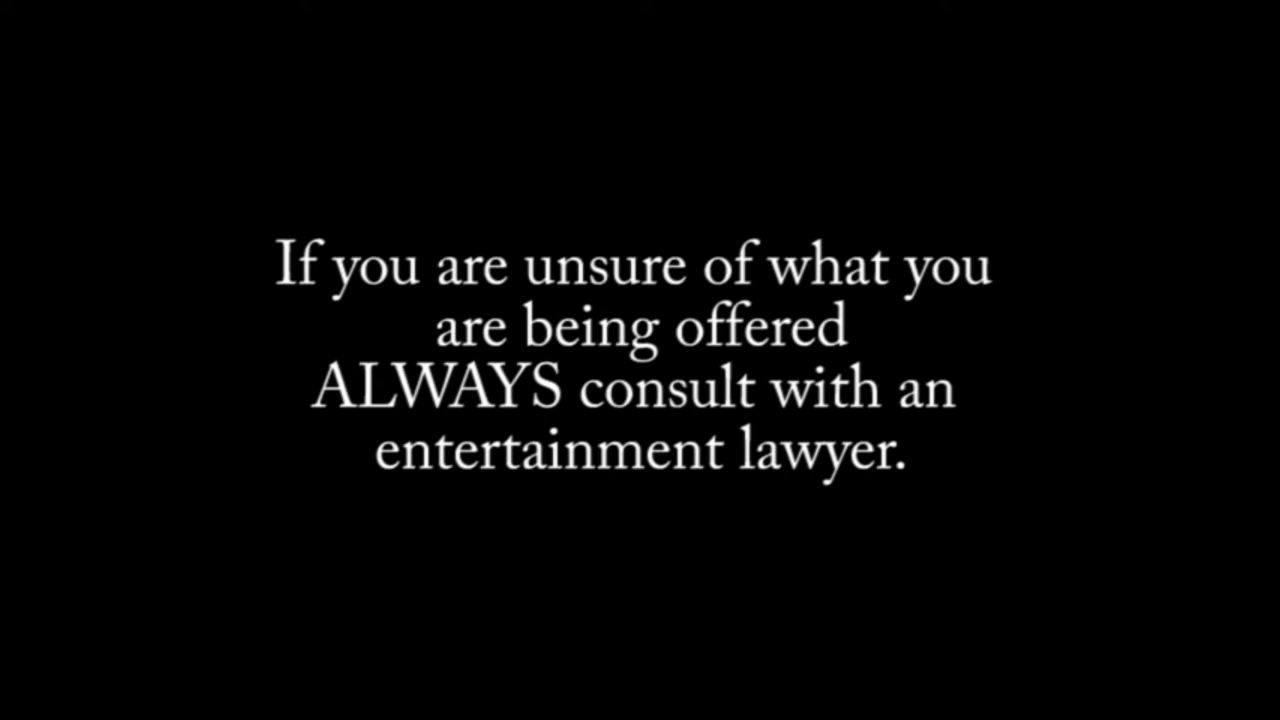 If you are unsure of what you
are being offered
ALWAYS consult with an
entertainment lawyer.